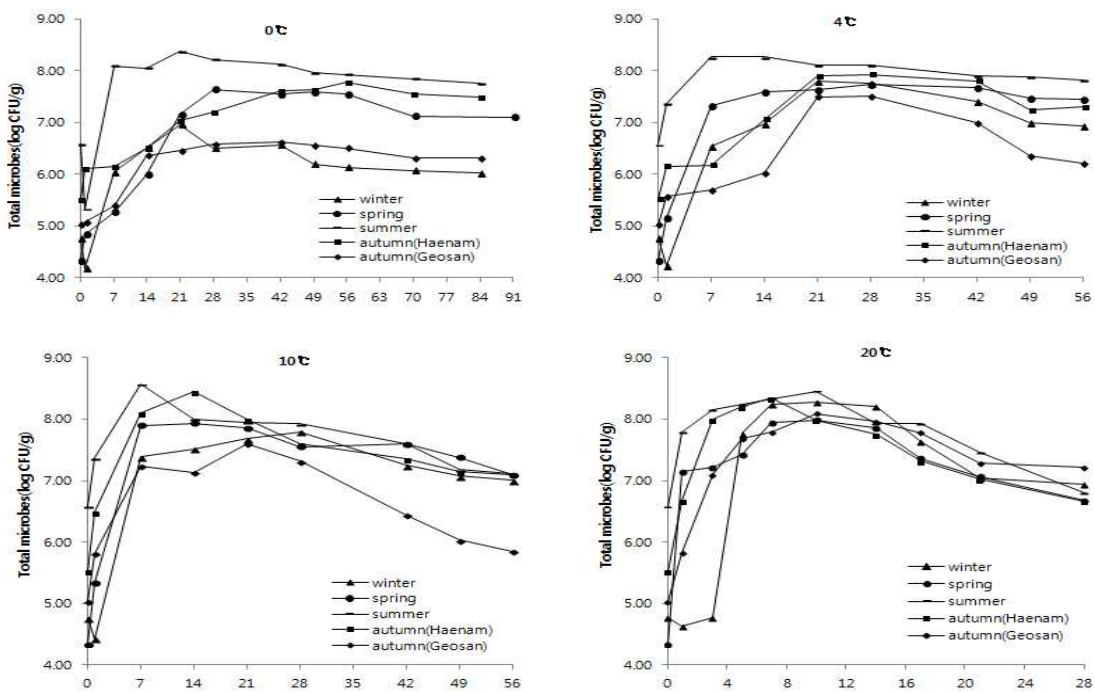 0℃
Total microbes(log CFU/g)
9.00
8.00
7.00
6.00
5.00
4.00
winter
spring
summer
autumn(Haenam)
autumn(Geosan)
0 7 14 21 28 35 42 49 56 63 70 77 84 91
4℃
Total microbes(log CFU/g)
9.00
8.00
7.00
6.00
5.00
4.00
winter
spring
summer
autumn(Haenam)
autumn(Geosan)
0 7 14 21 28 35 42 49 56
10℃
Total microbes(log CFU/g)
9.00
8.00
7.00
6.00
5.00
4.00
winter
spring
summer
autumn(Haenam)
autumn(Geosan)
0 7 14 21 28 35 42 49 56
20℃
Total microbes(log CFU/g)
9.00
8.00
7.00
6.00
5.00
4.00
winter
spring
summer
autumn(Haenam)
autumn(Geosan)
0 4 8 12 16 20 24 28